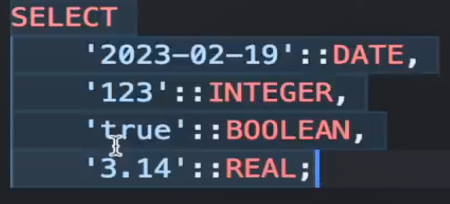 SELECT
'2023-02-19'::DATE,
'123'::INTEGER,
'true'::BOOLEAN,
'3.14'::REAL;